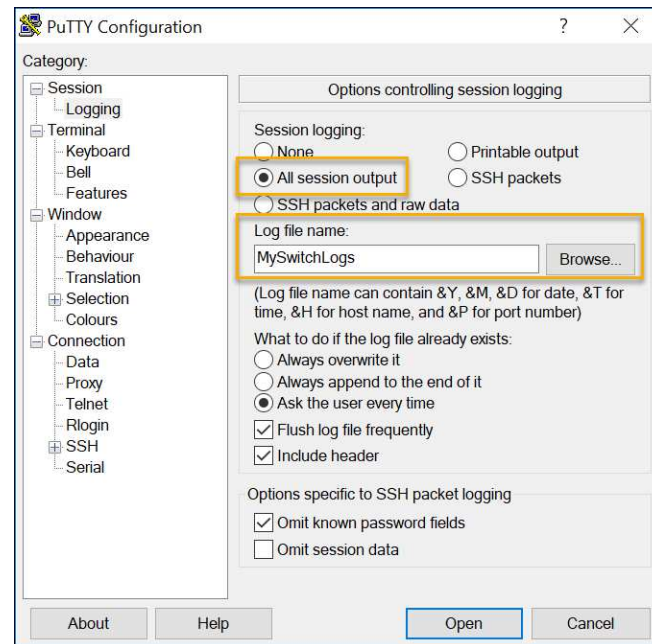 PuTTY Configuration
?
Category:
Session
Logging
Terminal
Keyboard
Bell
Features
Window
Appearance
Behaviour
Translation
Selection
Colours
Connection
Data
Proxy
Telnet
Rlogin
SSH
Serial
Options controlling session logging
Session logging:
None
Printable output
All session output
SSH packets
SSH packets and raw data
Log file name:
MySwitchLogs
Browse...
(Log file name can contain &Y, &M, &D for date, &T for
time, &H for host name, and &P for port number)
What to do if the log file already exists:
Always overwrite it
Always append to the end of it
Ask the user every time
Flush log file frequently
Include header
Options specific to SSH packet logging
Omit known password fields
Omit session data
About
Help
Open
Cancel